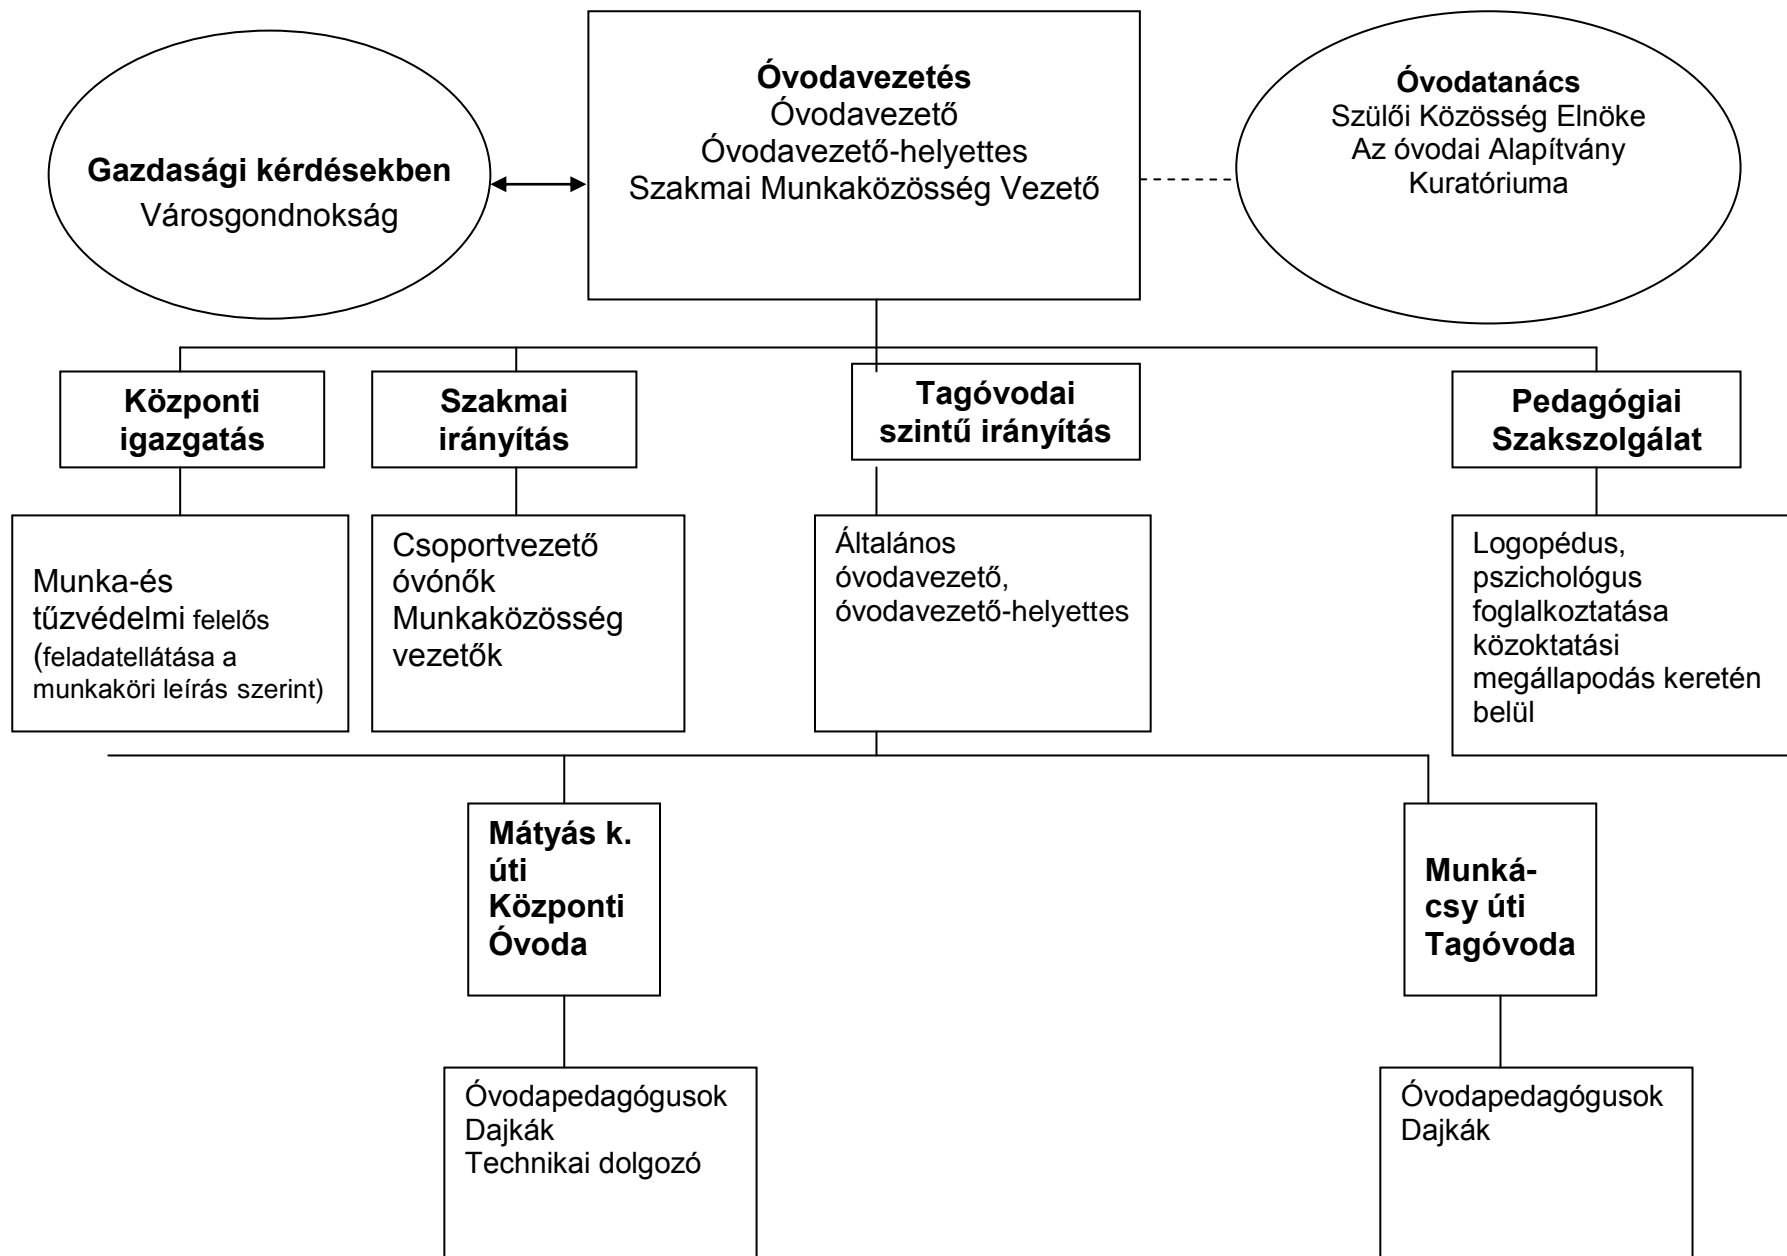 Gazdasági kérdésekben
Városgondnokság
Óvodavezetés
Óvodavezető
Óvodavezető-helyettes
Szakmai Munkaközösség Vezető
Óvodatanács
Szülői Közösség Elnöke
Az óvodai Alapítvány
Kuratóriuma
Központi
igazgatás
Szakmai
irányítás
Tagóvodai
szintű irányítás
Pedagógiai
Szakszolgálat
Munka-és
tűzvédelmi felelős
(feladatellátása a
munkaköri leírás szerint)
Csoportvezető
óvónők
Munkaközösség
vezetők
Általános
óvodavezető,
óvodavezető-helyettes
Logopédus,
pszichológus
foglalkoztatása
közoktatási
megállapodás keretén
belül
Mátyás k.
úti
Központi
Óvoda
Munká-
csy úti
Tagóvoda
Óvodapedagógusok
Dajkák
Technikai dolgozó
Óvodapedagógusok
Dajkák